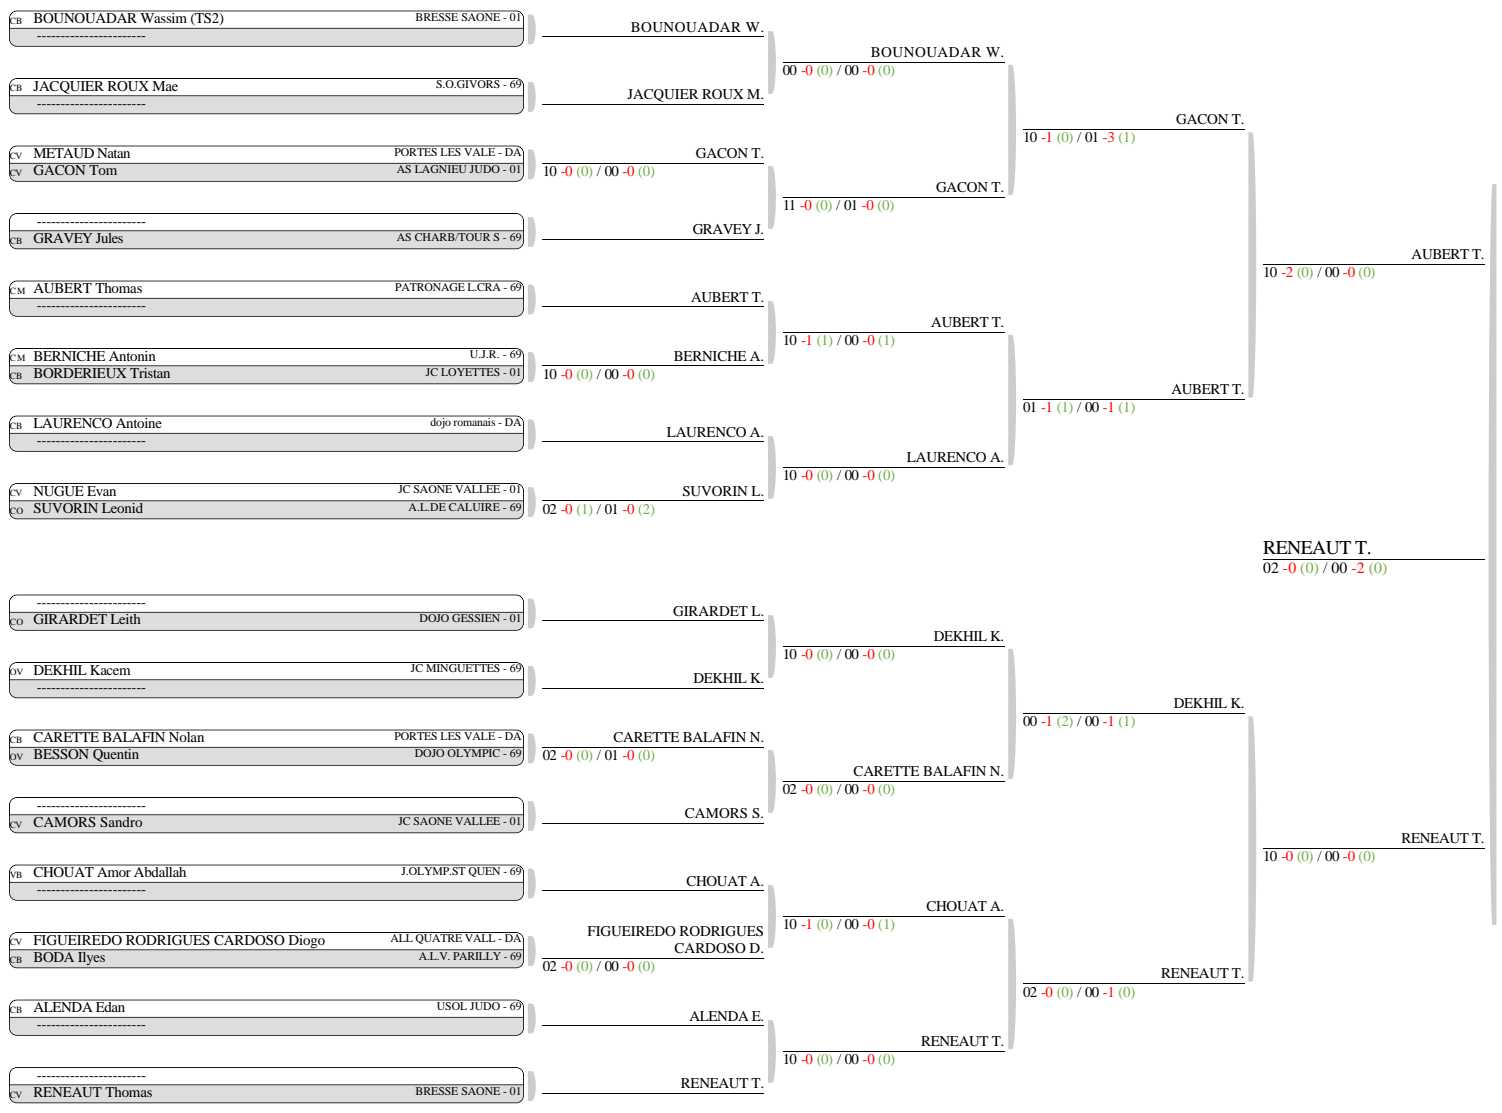 CB BOUNOUADAR Wassim (TS2) BRESSE SAONE - 01
-----------------------
CB JACQUIER ROUX Mae S.O.GIVORS - 69
-----------------------
CV METAUD Natan PORTES LES VALE - DA
CV GACON Tom AS LAGNIEU JUDO - 01
-----------------------
CB GRAVEY Jules AS CHARB/TOUR S - 69
CM AUBERT Thomas PATRONAGE L.CRA - 69
-----------------------
CM BERNICHE Antonin U.J.R. - 69
CB BORDERIEUX Tristan JC LOYETTES - 01
CB LAURENCO Antoine dojo romanais - DA
-----------------------
CV NUGUE Evan JC SAONE VALLEE - 01
CO SUVORIN Leonid A.L.DE CALUIRE - 69
-----------------------
CO GIRARDET Leith DOJO GESSIEN - 01
OV DEKHIL Kacem JC MINGUETTES - 69
-----------------------
CB CARETTE BALAFIN Nolan PORTES LES VALE - DA
OV BESSON Quentin DOJO OLYMPIC - 69
-----------------------
CV CAMORS Sandro JC SAONE VALLEE - 01
VB CHOUAT Amor Abdallah J.OLYMP.ST QUEN - 69
-----------------------
CV FIGUEIREDO RODRIGUES CARDOSO Diogo ALL QUATRE VALL - DA
CB BODA Ilyes A.L.V. PARILLY - 69
CB ALENDA Edan USOL JUDO - 69
-----------------------
-----------------------
CV RENEAUT Thomas BRESSE SAONE - 01
BOUNOUADAR W.
JACQUIER ROUX M.
GACON T.
10 -0 (0) / 00 -0 (0)
GRAVEY J.
AUBERT T.
BERNICHE A.
10 -0 (0) / 00 -0 (0)
LAURENCO A.
SUVORIN L.
02 -0 (1) / 01 -0 (2)
GIRARDET L.
DEKHIL K.
CARETTE BALAFIN N.
02 -0 (0) / 01 -0 (0)
CAMORS S.
CHOUAT A.
FIGUEIREDO RODRIGUES
CARDOSO D.
02 -0 (0) / 00 -0 (0)
ALENDA E.
RENEAUT T.
BOUNOUADAR W.
00 -0 (0) / 00 -0 (0)
GACON T.
11 -0 (0) / 01 -0 (0)
AUBERT T.
10 -1 (1) / 00 -0 (1)
LAURENCO A.
10 -0 (0) / 00 -0 (0)
DEKHIL K.
10 -0 (0) / 00 -0 (0)
CARETTE BALAFIN N.
02 -0 (0) / 00 -0 (0)
CHOUAT A.
10 -1 (0) / 00 -0 (1)
RENEAUT T.
10 -0 (0) / 00 -0 (0)
GACON T.
10 -1 (0) / 01 -3 (1)
AUBERT T.
01 -1 (1) / 00 -1 (1)
DEKHIL K.
00 -1 (2) / 00 -1 (1)
RENEAUT T.
02 -0 (0) / 00 -1 (0)
AUBERT T.
10 -2 (0) / 00 -0 (0)
RENEAUT T.
10 -0 (0) / 00 -0 (0)
RENEAUT T.
02 -0 (0) / 00 -2 (0)